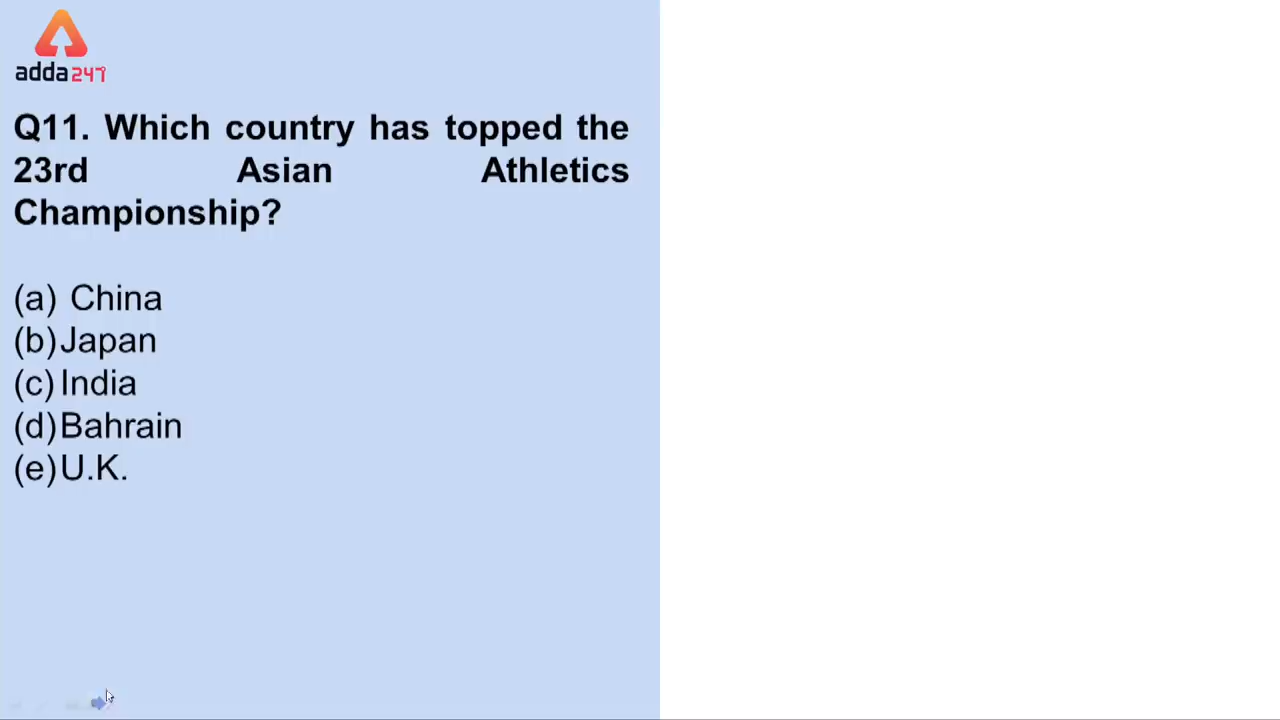 adda247
Q11. Which country has topped the
23rd Asian Athletics
Championship?
(a) China
(b) Japan
(c) India
(d) Bahrain
(e) U.K.